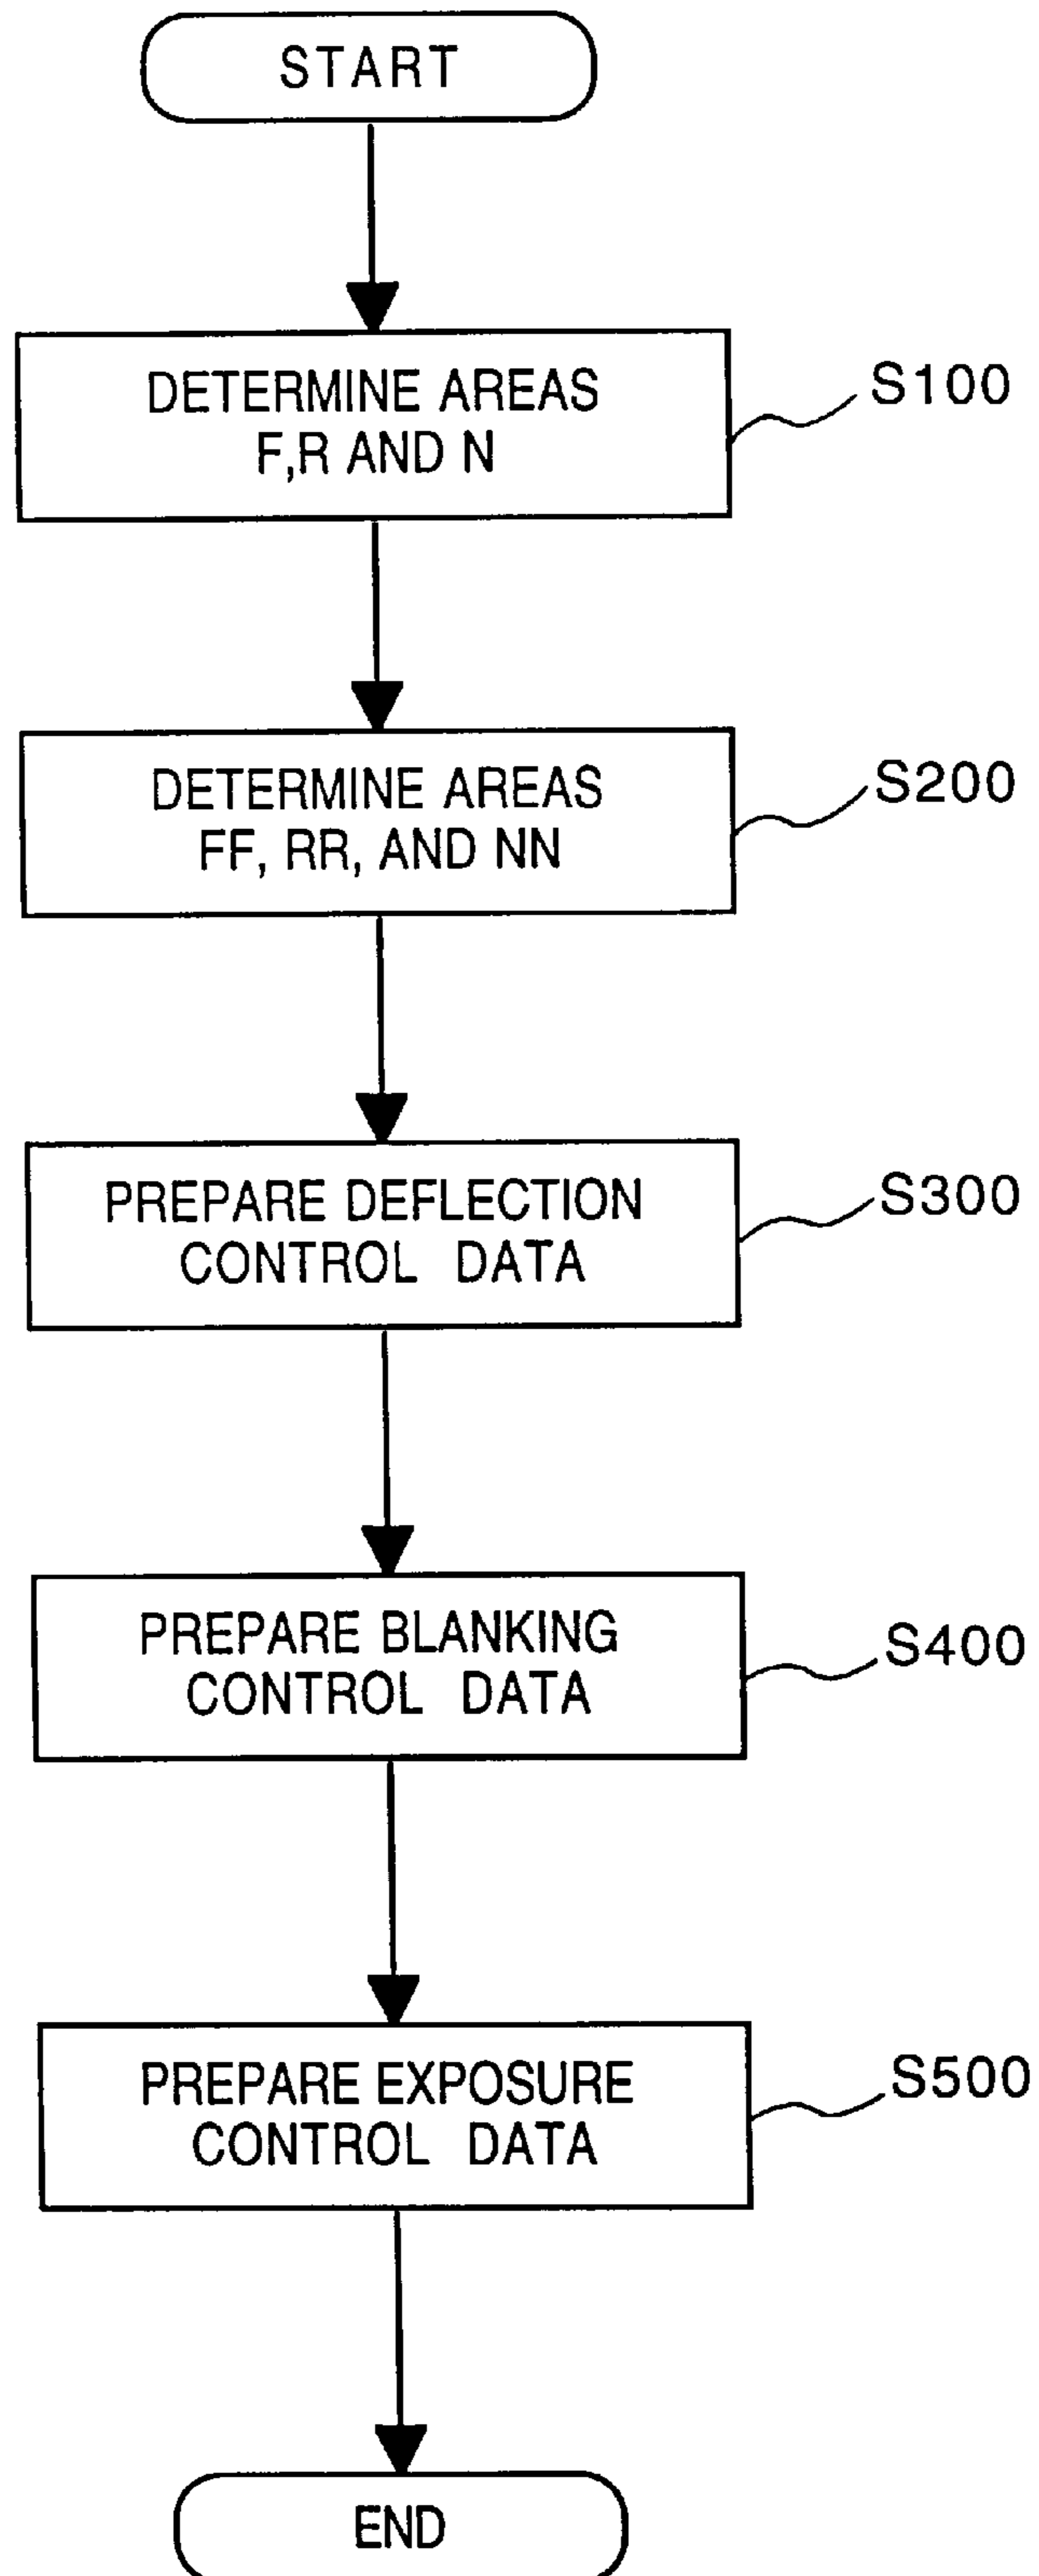 START
DETERMINE AREAS
F,R AND N
S100
DETERMINE AREAS
FF, RR, AND NN
S200
PREPARE DEFLECTION
CONTROL DATA
S300
PREPARE BLANKING
CONTROL DATA
S400
PREPARE EXPOSURE
CONTROL DATA
S500
END